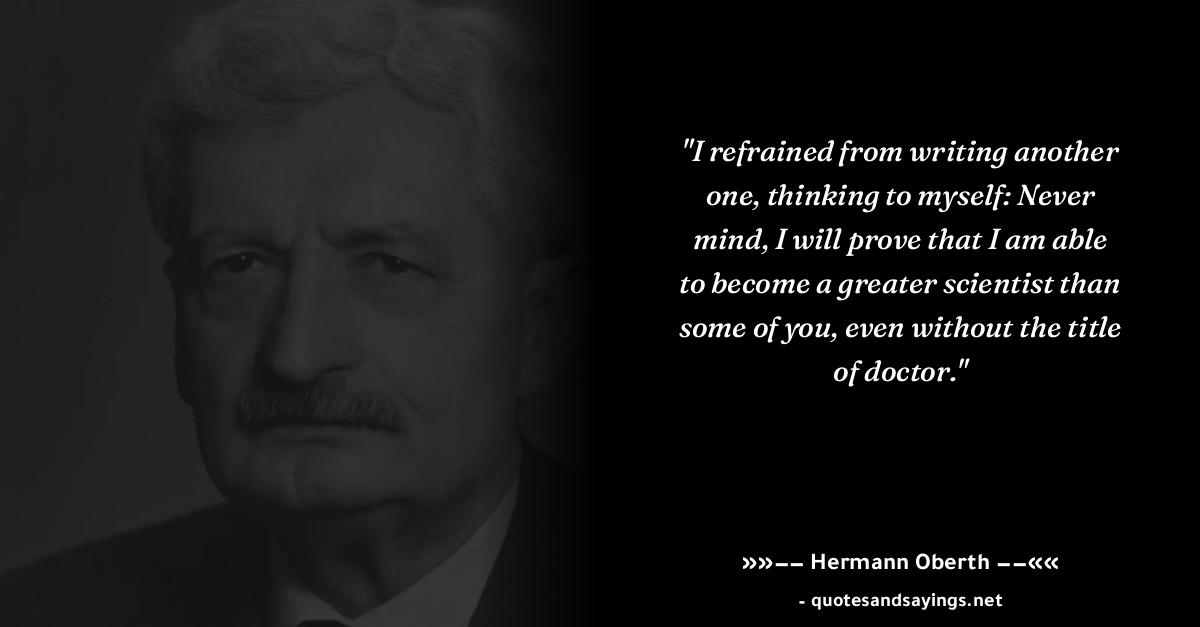 "I refrained from writing another
one, thinking to myself: Never
mind, I will prove that I am able
to become a greater scientist than
some of you, even without the title
of doctor."
»»–– Hermann Oberth ––««
- quotesandsayings.net